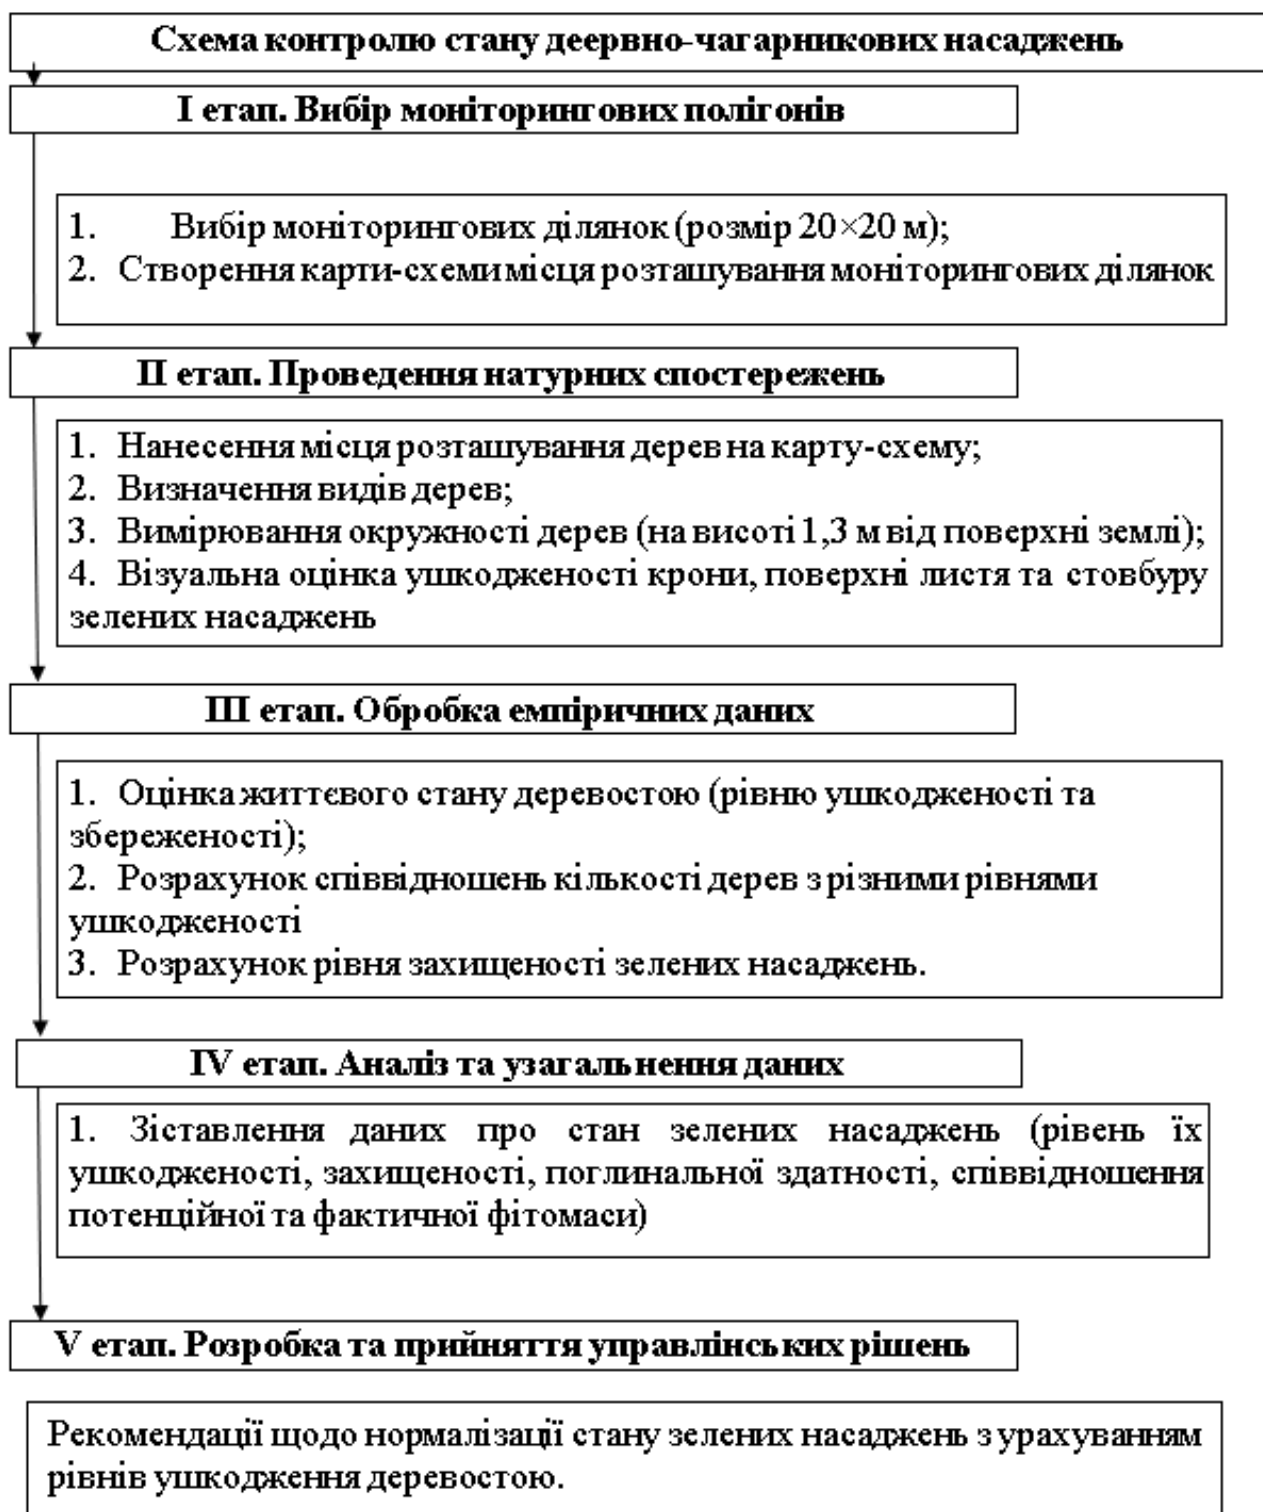 Схема контролю стану деервно-чагарникових насаджень
І етап. Вибір моніторингових полігонів
1. Вибір моніторингових ділянок (розмір 20×20 м);
2. Створення карти-схеми місця розташування моніторингових ділянок
ІІ етап. Проведення натурних спостережень
1. Нанесення місця розташування дерев на карту-схему;
2. Визначення видів дерев;
3. Вимірювання окружності дерев (на висоті 1,3 м від поверхні землі);
4. Візуальна оцінка ушкодженості крони, поверхні листя та стовбуру
зелених насаджень
ІІІ етап. Обробка емпіричних даних
1. Оцінка життєвого стану деревостою (рівню ушкодженості та
збереженості);
2. Розрахунок співвідношень кількості дерев з різними рівнями
ушкодженості
3. Розрахунок рівня захищеності зелених насаджень.
IV етап. Аналіз та узагальнення даних
1. Зіставлення даних про стан зелених насаджень (рівень їх
ушкодженості, захищеності, поглинальної здатності, співвідношення
потенційної та фактичної фітомаси)
V етап. Розробка та прийняття управлінських рішень
Рекомендації щодо нормалізації стану зелених насаджень з урахуванням
рівнів ушкодження деревостою.